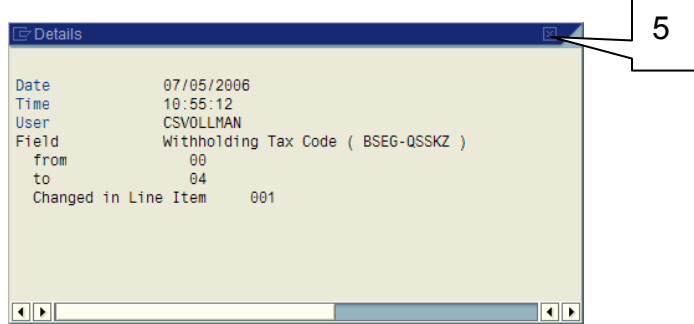 Details
5
Date 07/05/2006
Time 10:55:12
User CSVOLLMAN
Field Withholding Tax Code ( BSEG-QSSKZ )
from 00
to 04
Changed in Line Item 001